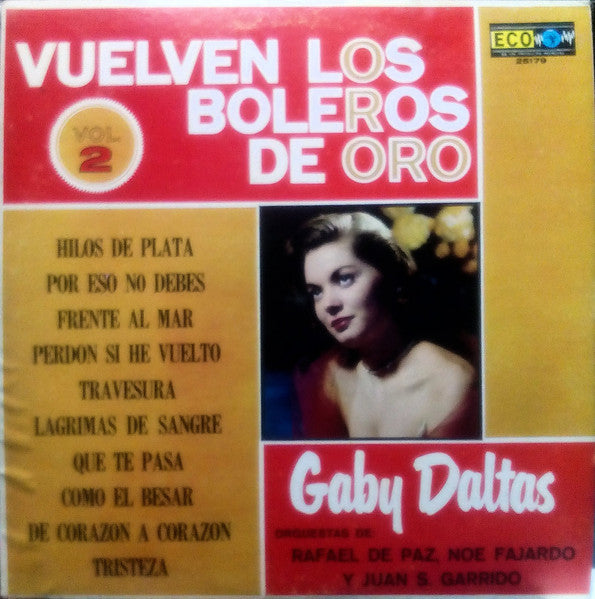 VUELVEN LOS
BOLEROS
DE ORO
VOL.
2
ECO
25179
HILOS DE PLATA
POR ESO NO DEBES
FRENTE AL MAR
PERDON SI HE VUELTO
TRAVESURA
LAGRIMAS DE SANGRE
QUE TE PASA
COMO EL BESAR
DE CORAZON A CORAZON
TRISTEZA
Gaby Daltas
ORQUESTAS DE:
RAFAEL DE PAZ, NOE FAJARDO
Y JUAN S. GARRIDO